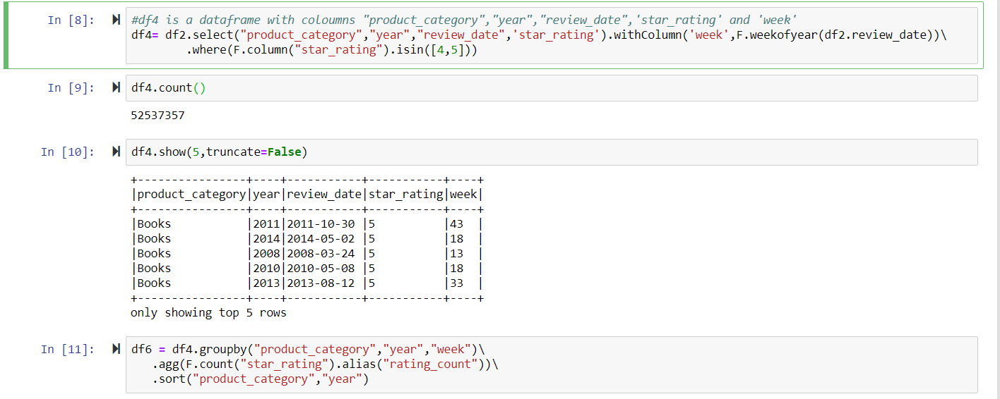 In [8]:
#df4 is a dataframe with coloumns "product_category","year","review_date",'star_rating' and 'week'
df4= df2.select("product_category","year","review_date",'star_rating').withColumn('week',F.weekofyear(df2.review_date))\
.where(F.column("star_rating").isin([4,5]))
In [9]:
df4.count()
52537357
In [10]:
df4.show(5,truncate=False)
+----------------+----+-----------+-----------+----+
|product_category|year|review_date|star_rating|week|
+----------------+----+-----------+-----------+----+
|Books           |2011|2011-10-30 |5          |43  |
|Books           |2014|2014-05-02 |5          |18  |
|Books           |2008|2008-03-24 |5          |13  |
|Books           |2010|2010-05-08 |5          |18  |
|Books           |2013|2013-08-12 |5          |33  |
+----------------+----+-----------+-----------+----+
only showing top 5 rows
In [11]:
df6 = df4.groupby("product_category","year","week")\
.agg(F.count("star_rating").alias("rating_count"))\
.sort("product_category","year")